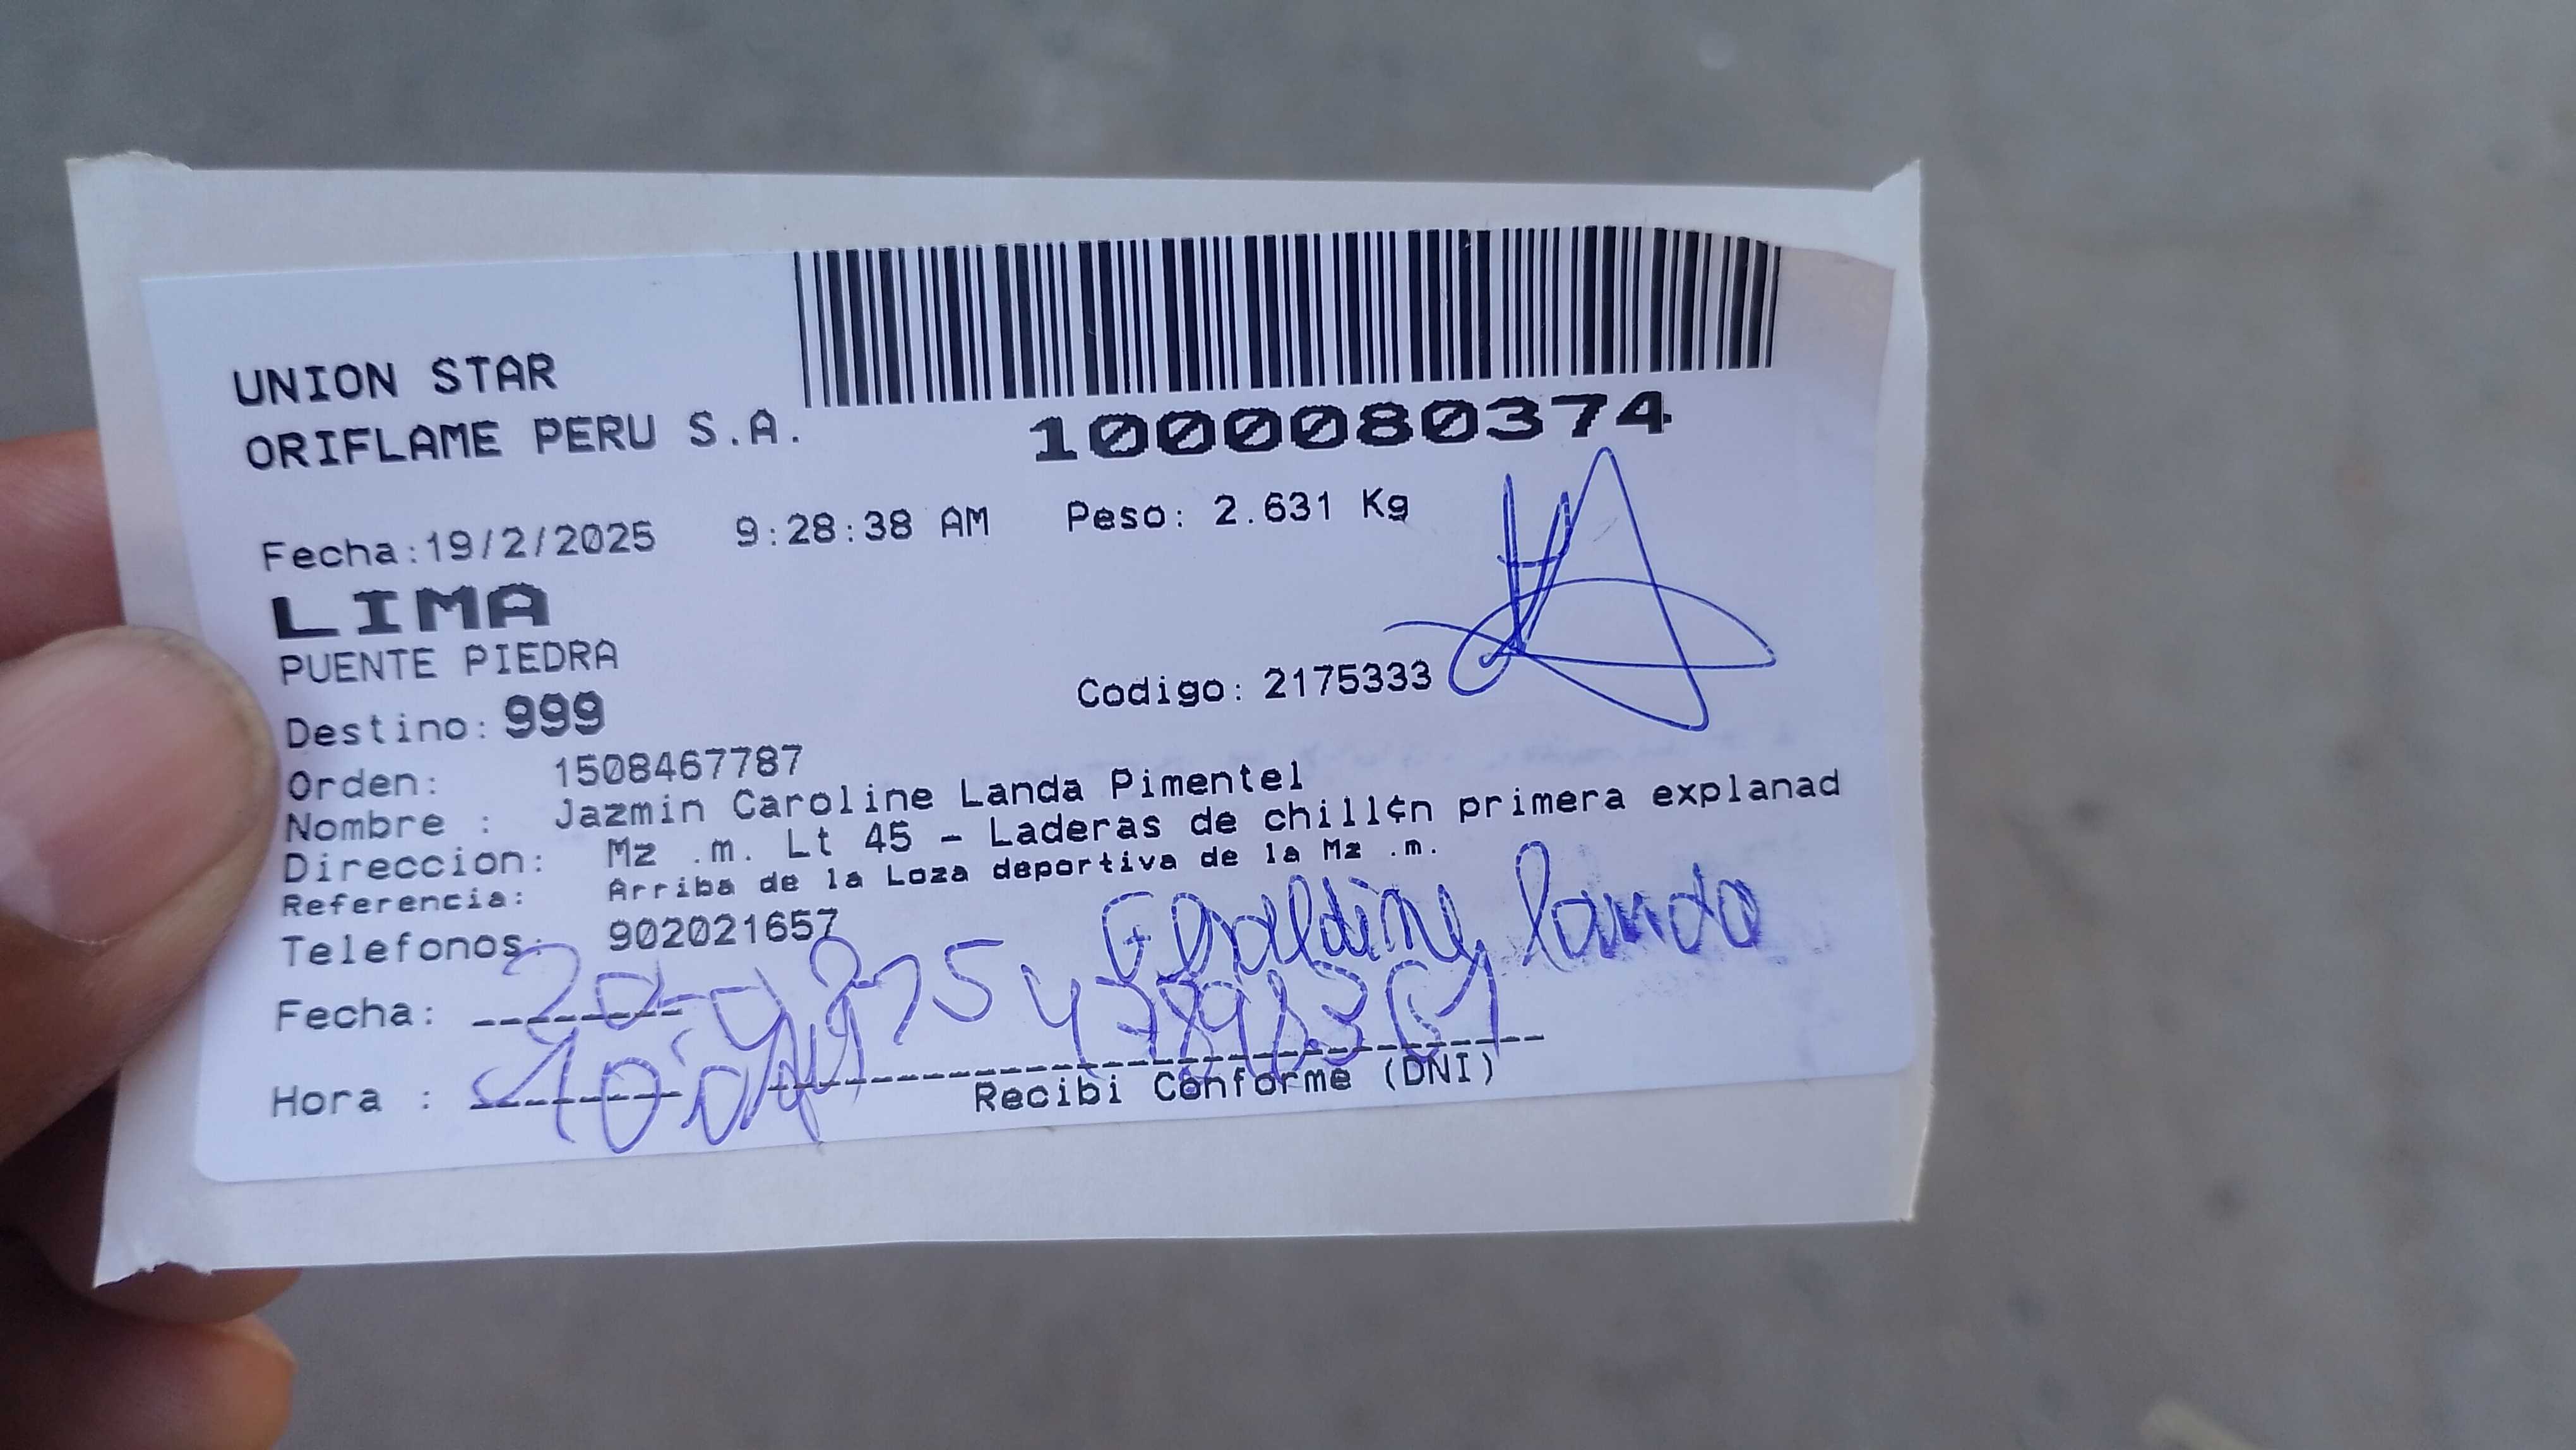 UNION STAR
ORIFLAME PERU S.A.
1000080374
Fecha:19/2/2025 9:28:38 AM Peso: 2.631 Kg
LIMA
PUENTE PIEDRA
Codigo: 2175333
Destino: 999
Orden: 1508467787
Nombre : Jazmin Caroline Landa Pimentel
Direccion: Mz .m. Lt 45 - Laderas de chill¢n primera explanad
Referencia: Arriba de la Loza deportiva de la Mz .m.
Telefonos: 902021657
landa
Fecha:
Hora :
Recibi Conforme (DNI)